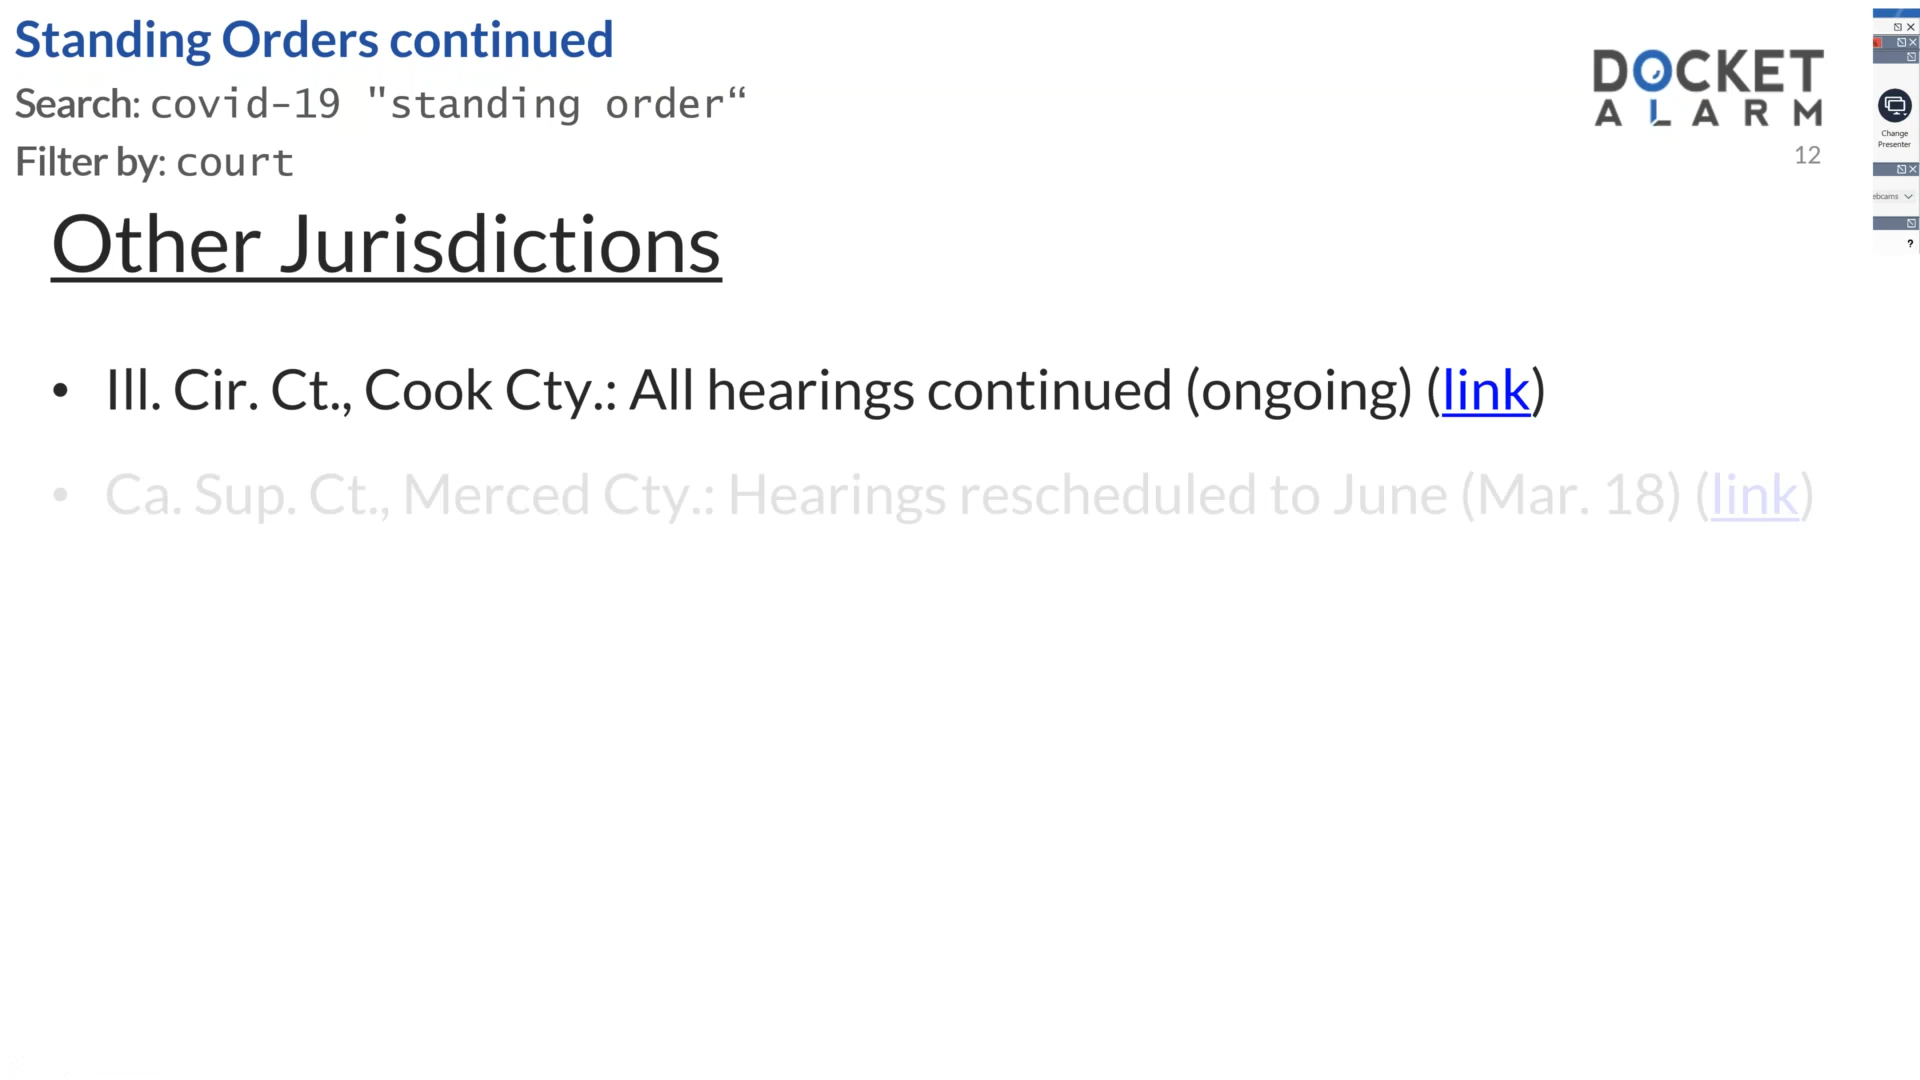 Standing Orders continued
Search: covid-19 "standing order“
Filter by: court
DOCKET
ALARM
12
Change
Presenter
ebcams
?
Other Jurisdictions
• Ill. Cir. Ct., Cook Cty.: All hearings continued (ongoing) (link)
• Ca. Sup. Ct., Merced Cty.: Hearings rescheduled to June (Mar. 18) (link)